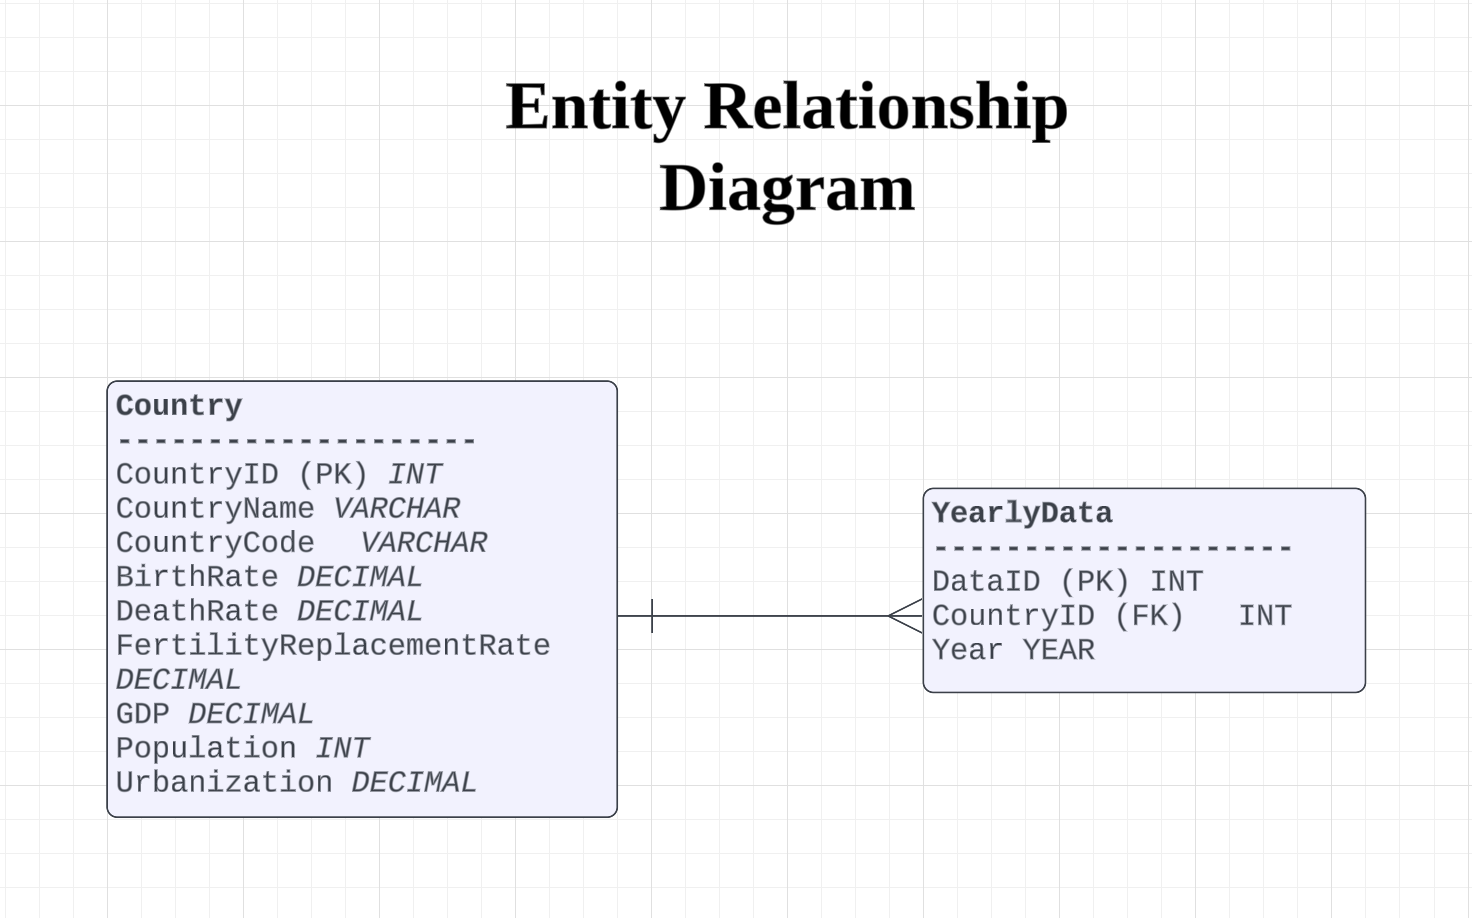 Entity Relationship
Diagram
Country
--------------------
CountryID (PK) INT
CountryName VARCHAR
CountryCode VARCHAR
BirthRate DECIMAL
DeathRate DECIMAL
FertilityReplacementRate
DECIMAL
GDP DECIMAL
Population INT
Urbanization DECIMAL
YearlyData
--------------------
DataID (PK) INT
CountryID (FK) INT
Year YEAR